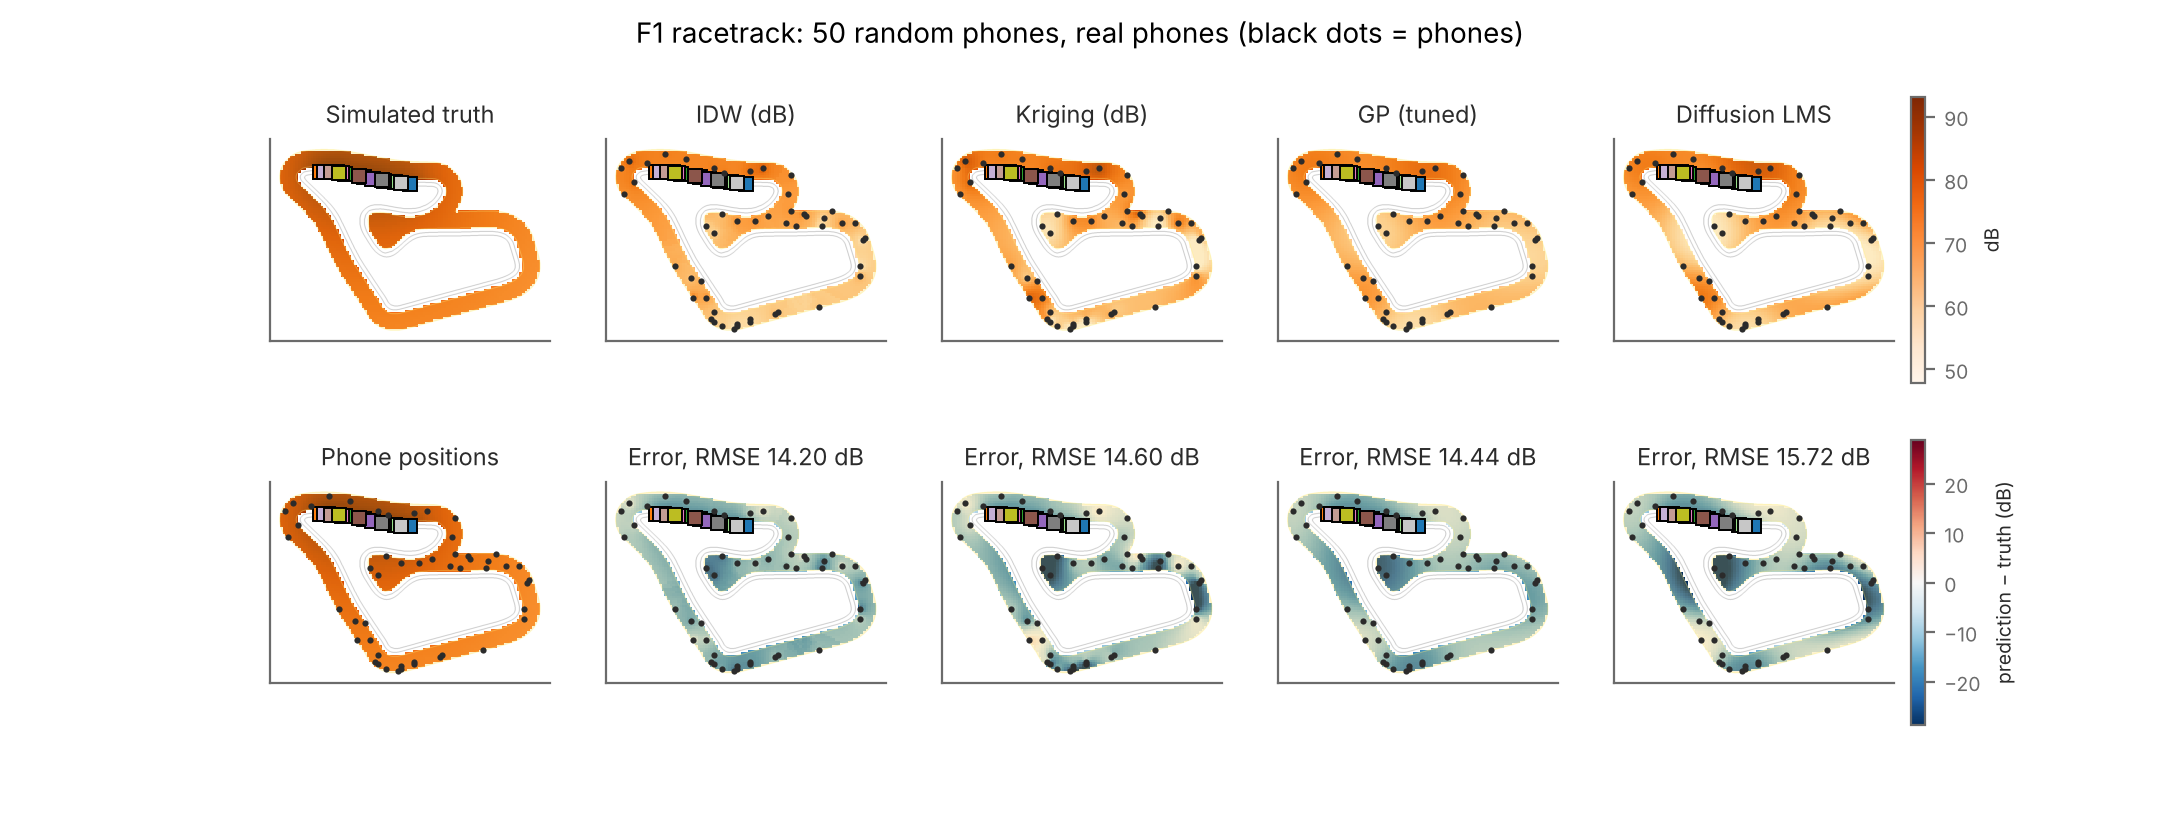 F1 racetrack: 50 random phones, real phones (black dots = phones)
Simulated truth
IDW (dB)
Kriging (dB)
GP (tuned)
Diffusion LMS
90
80
70
60
50
dB
Phone positions
Error, RMSE 14.20 dB
Error, RMSE 14.60 dB
Error, RMSE 14.44 dB
Error, RMSE 15.72 dB
20
10
0
−10
−20
prediction − truth (dB)